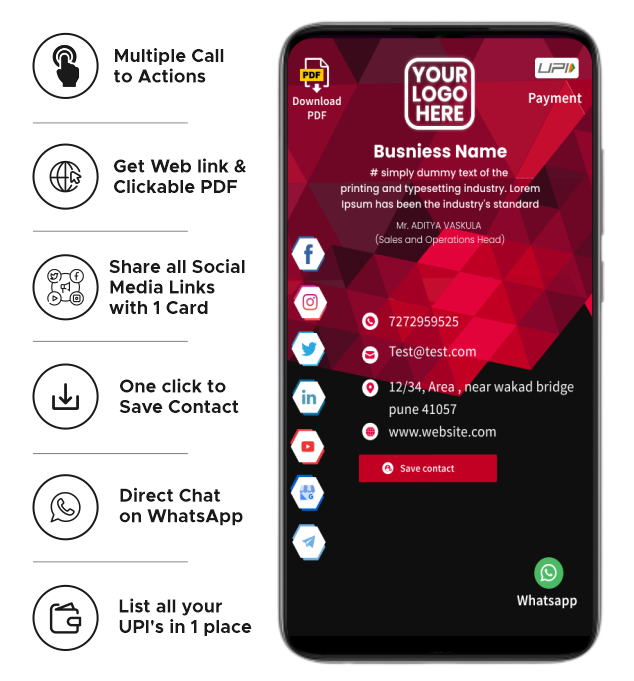 Multiple Call
to Actions
Get Web link &
Clickable PDF
Share all Social
Media Links
with 1 Card
One click to
Save Contact
Direct Chat
on WhatsApp
List all your
UPI's in 1 place
PDF
Download
PDF
YOUR
LOGO
HERE
UPI
Payment
Busniess Name
# simply dummy text of the
printing and typesetting industry. Lorem
Ipsum has been the industry's standard
Mr. ADITYA VASKULA
(Sales and Operations Head)
7272959525
Test@test.com
12/34, Area , near wakad bridge
pune 41057
www.website.com
Save contact
in
G
Whatsapp